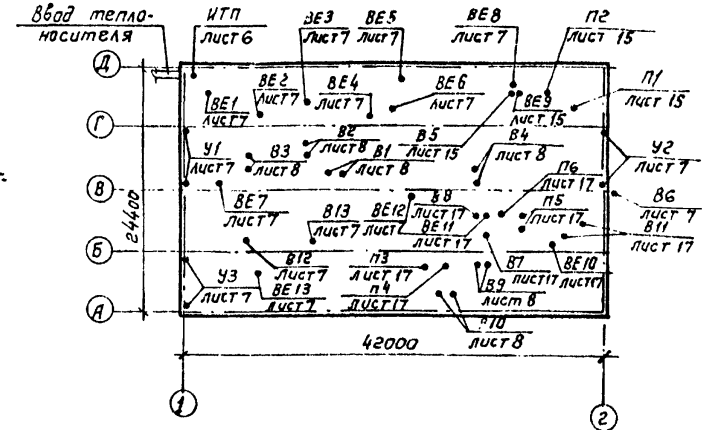 Ввод тепло-
носителя
ИТП
лист 6
ВЕ3
лист 7
ВЕ5
лист 7
ВЕ8
лист 7
П2
лист 15
Д
ВЕ1
лист 7
ВЕ2
лист 7
ВЕ4
лист 7
ВЕ6
лист 7
ВЕ9
лист 15
П1
лист 15
Г
У1
лист 7
В3
лист 8
В2
лист 8
В1
лист 8
В5
лист 15
В4
лист 8
У2
лист 7
В
ВЕ7
лист 7
В13
лист 7
ВЕ12
лист
В8
лист 17
ВЕ11
лист 17
П6
лист 17
П5
лист 17
В6
лист 7
В11
лист 17
24400
Б
У3
лист 7
В12
лист 7
ВЕ13
лист 7
П3
лист 17
П4
лист 17
В7
лист 17
В9
лист 8
ВЕ10
лист 17
А
В10
лист 8
42000
1
2